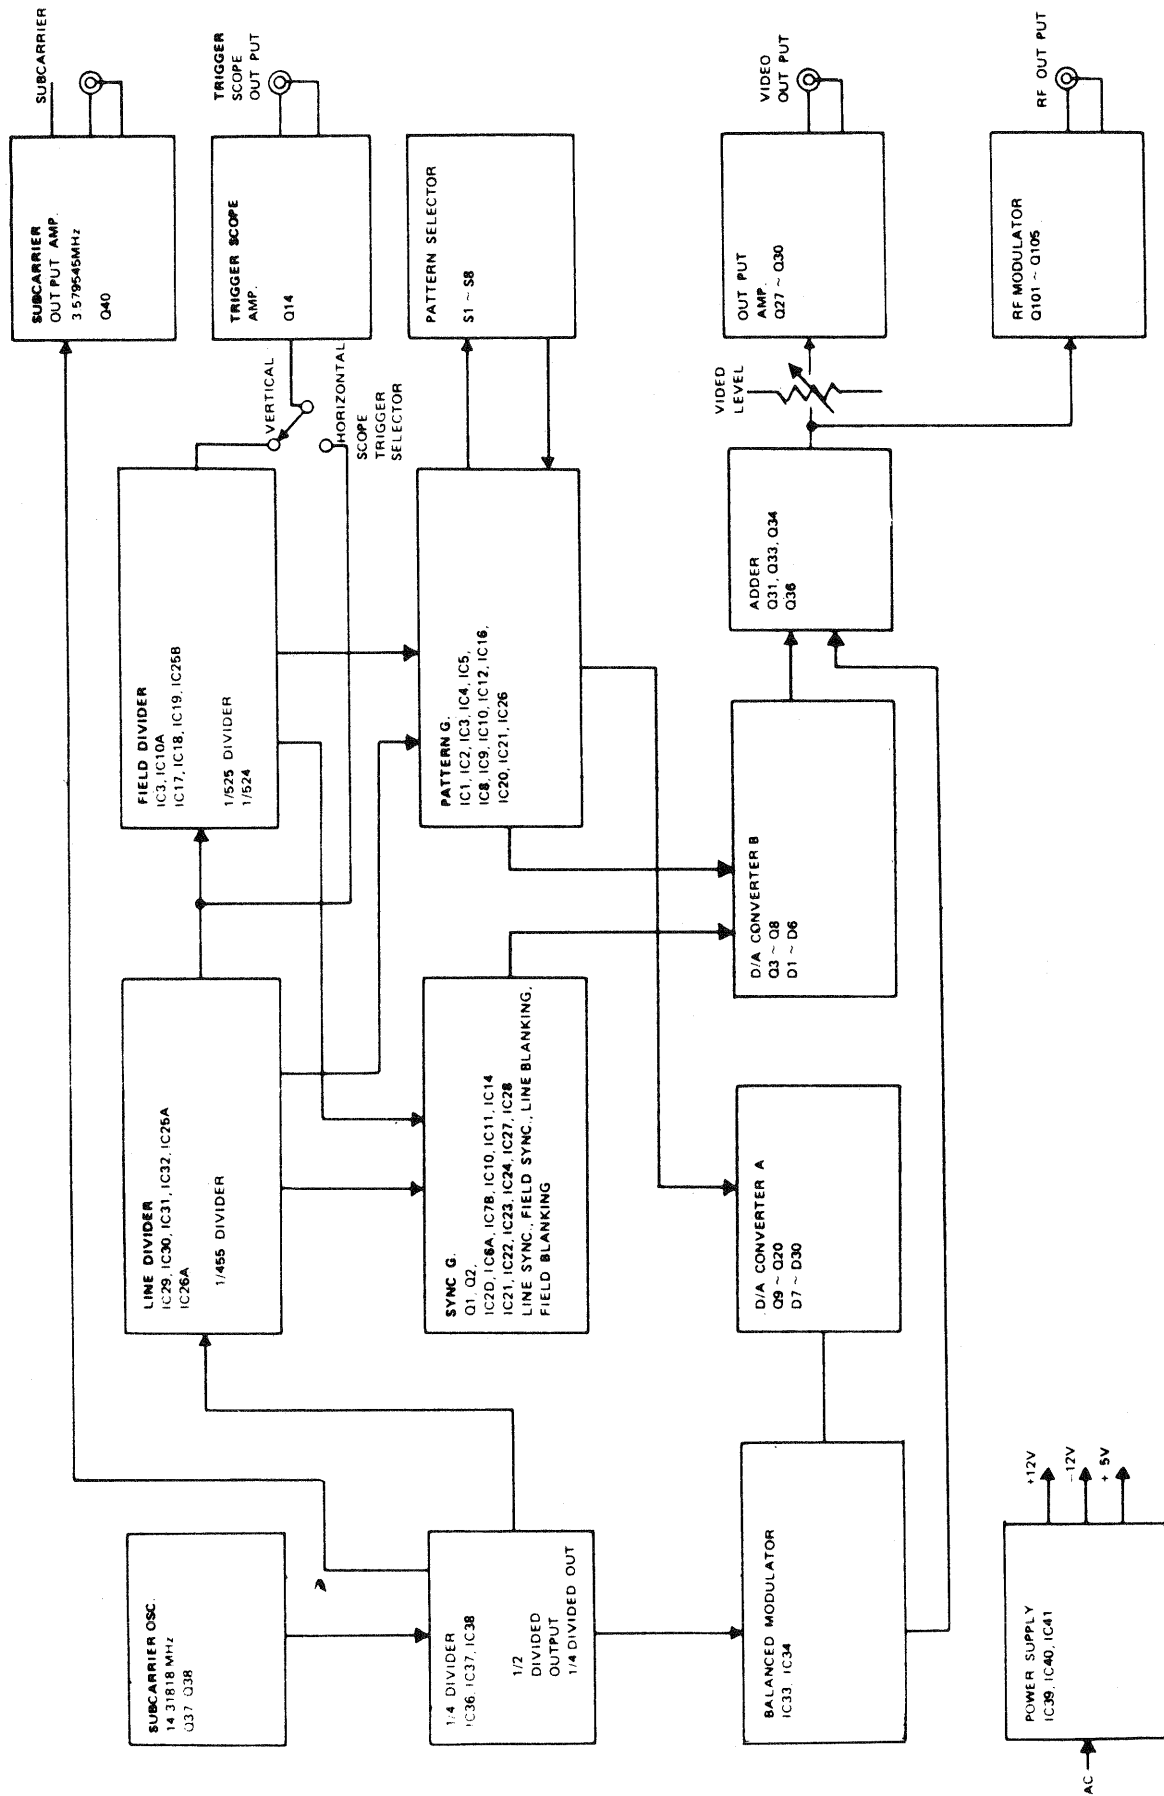 SUBCARRIER OSC.
14.31818 MHz
Q37 Q38
1/4 DIVIDER
IC36, IC37, IC38
1/2
DIVIDED
OUTPUT
1/4 DIVIDED OUT
BALANCED MODULATOR
IC33, IC34
AC
POWER SUPPLY
IC39, IC40, IC41
+12V
-12V
+ 5V
LINE DIVIDER
IC29, IC30, IC31, IC32, IC25A
IC26A
1/455 DIVIDER
SYNC G.
Q1, Q2,
IC2D, IC6A, IC7B, IC10, IC11, IC14
IC21, IC22, IC23, IC24, IC27, IC28
LINE SYNC., FIELD SYNC., LINE BLANKING,
FIELD BLANKING
D/A CONVERTER A
Q9 ~ Q20
D7 ~ D30
FIELD DIVIDER
IC3, IC10A
IC17, IC18, IC19, IC25B
1/525 DIVIDER
1/524
PATTERN G.
IC1, IC2, IC3, IC4, IC5,
IC8, IC9, IC10, IC12, IC16,
IC20, IC21, IC26
D/A CONVERTER B
Q3 ~ Q8
D1 ~ D6
ADDER
Q31, Q33, Q34
Q36
VERTICAL
HORIZONTAL
SCOPE
TRIGGER
SELECTOR
VIDEO
LEVEL
SUBCARRIER
OUT PUT AMP.
3 579545MHz
Q40
SUBCARRIER
TRIGGER SCOPE
AMP.
Q14
TRIGGER
SCOPE
OUT PUT
PATTERN SELECTOR
S1 ~ S8
OUT PUT
AMP.
Q27 ~ Q30
VIDEO
OUT PUT
RF MODULATOR
Q101 ~ Q105
RF OUT PUT